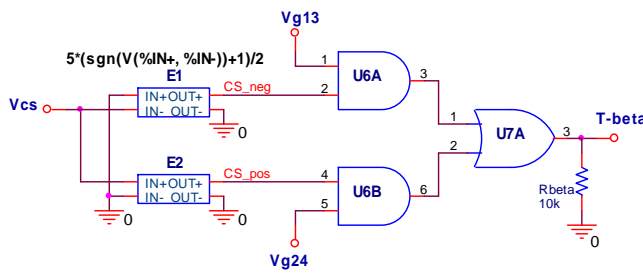 Vg13
5*(sgn(V(%IN+, %IN-))+1)/2
E1
IN+ OUT+
IN- OUT-
CS_neg
0
1
2
U6A
3
Vcs
1
2
U7A
3
T-beta
E2
IN+ OUT+
IN- OUT-
CS_pos
0
0
4
5
U6B
6
Rbeta
10k
0
Vg24